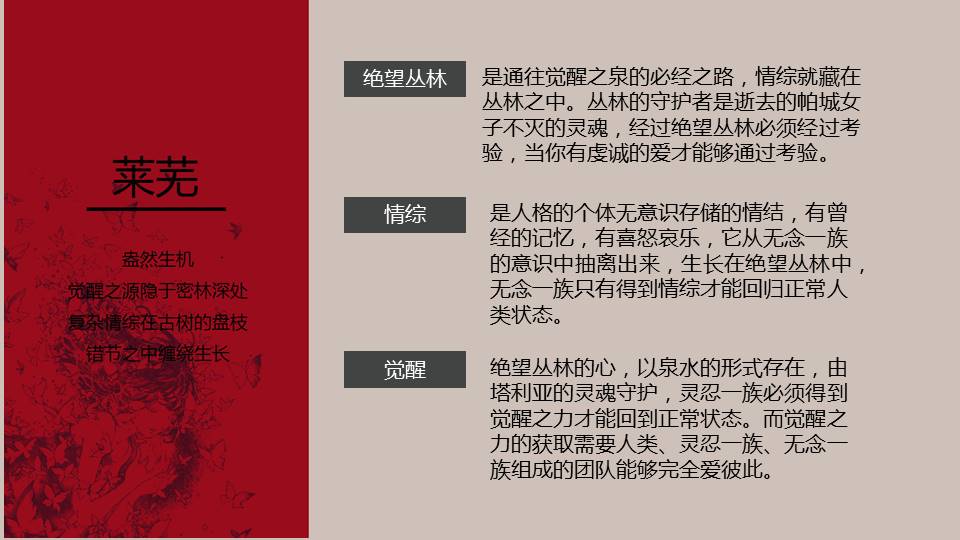 莱芜
盎然生机
觉醒之源隐于密林深处
复杂情综在古树的盘枝
错节之中缠绕生长
绝望丛林
是通往觉醒之泉的必经之路，情综就藏在
丛林之中。丛林的守护者是逝去的帕城女
子不灭的灵魂，经过绝望丛林必须经过考
验，当你有虔诚的爱才能够通过考验。
情综
是人格的个体无意识存储的情结，有曾
经的记忆，有喜怒哀乐，它从无念一族
的意识中抽离出来，生长在绝望丛林中，
无念一族只有得到情综才能回归正常人
类状态。
觉醒
绝望丛林的心，以泉水的形式存在，由
塔利亚的灵魂守护，灵忍一族必须得到
觉醒之力才能回到正常状态。而觉醒之
力的获取需要人类、灵忍一族、无念一
族组成的团队能够完全爱彼此。